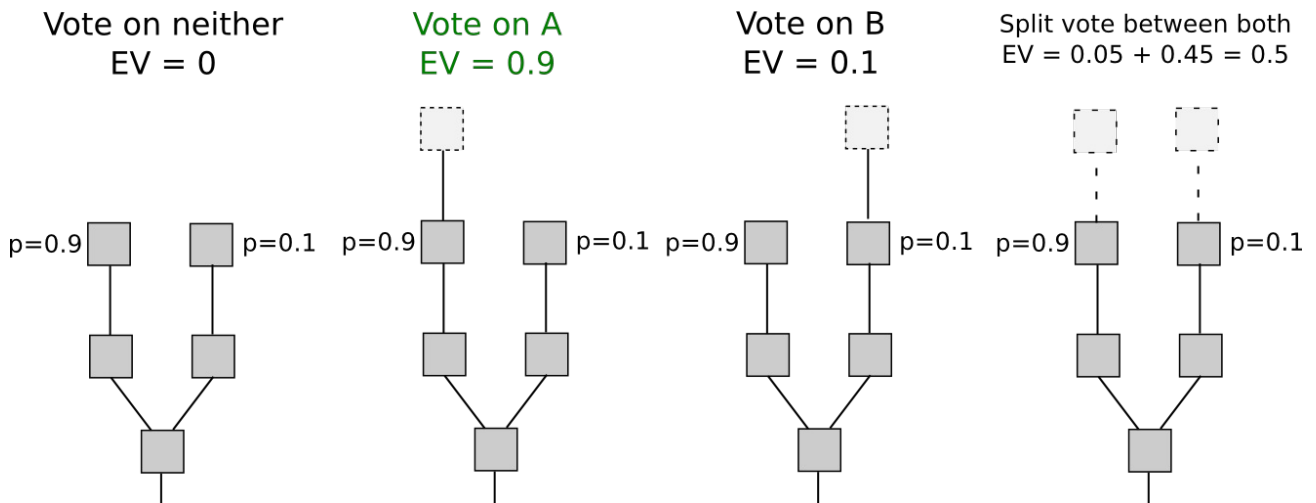 Vote on neither
EV = 0
Vote on A
EV = 0.9
Vote on B
EV = 0.1
Split vote between both
EV = 0.05 + 0.45 = 0.5
p=0.9
p=0.1
p=0.9
p=0.1
p=0.9
p=0.1
p=0.9
p=0.1